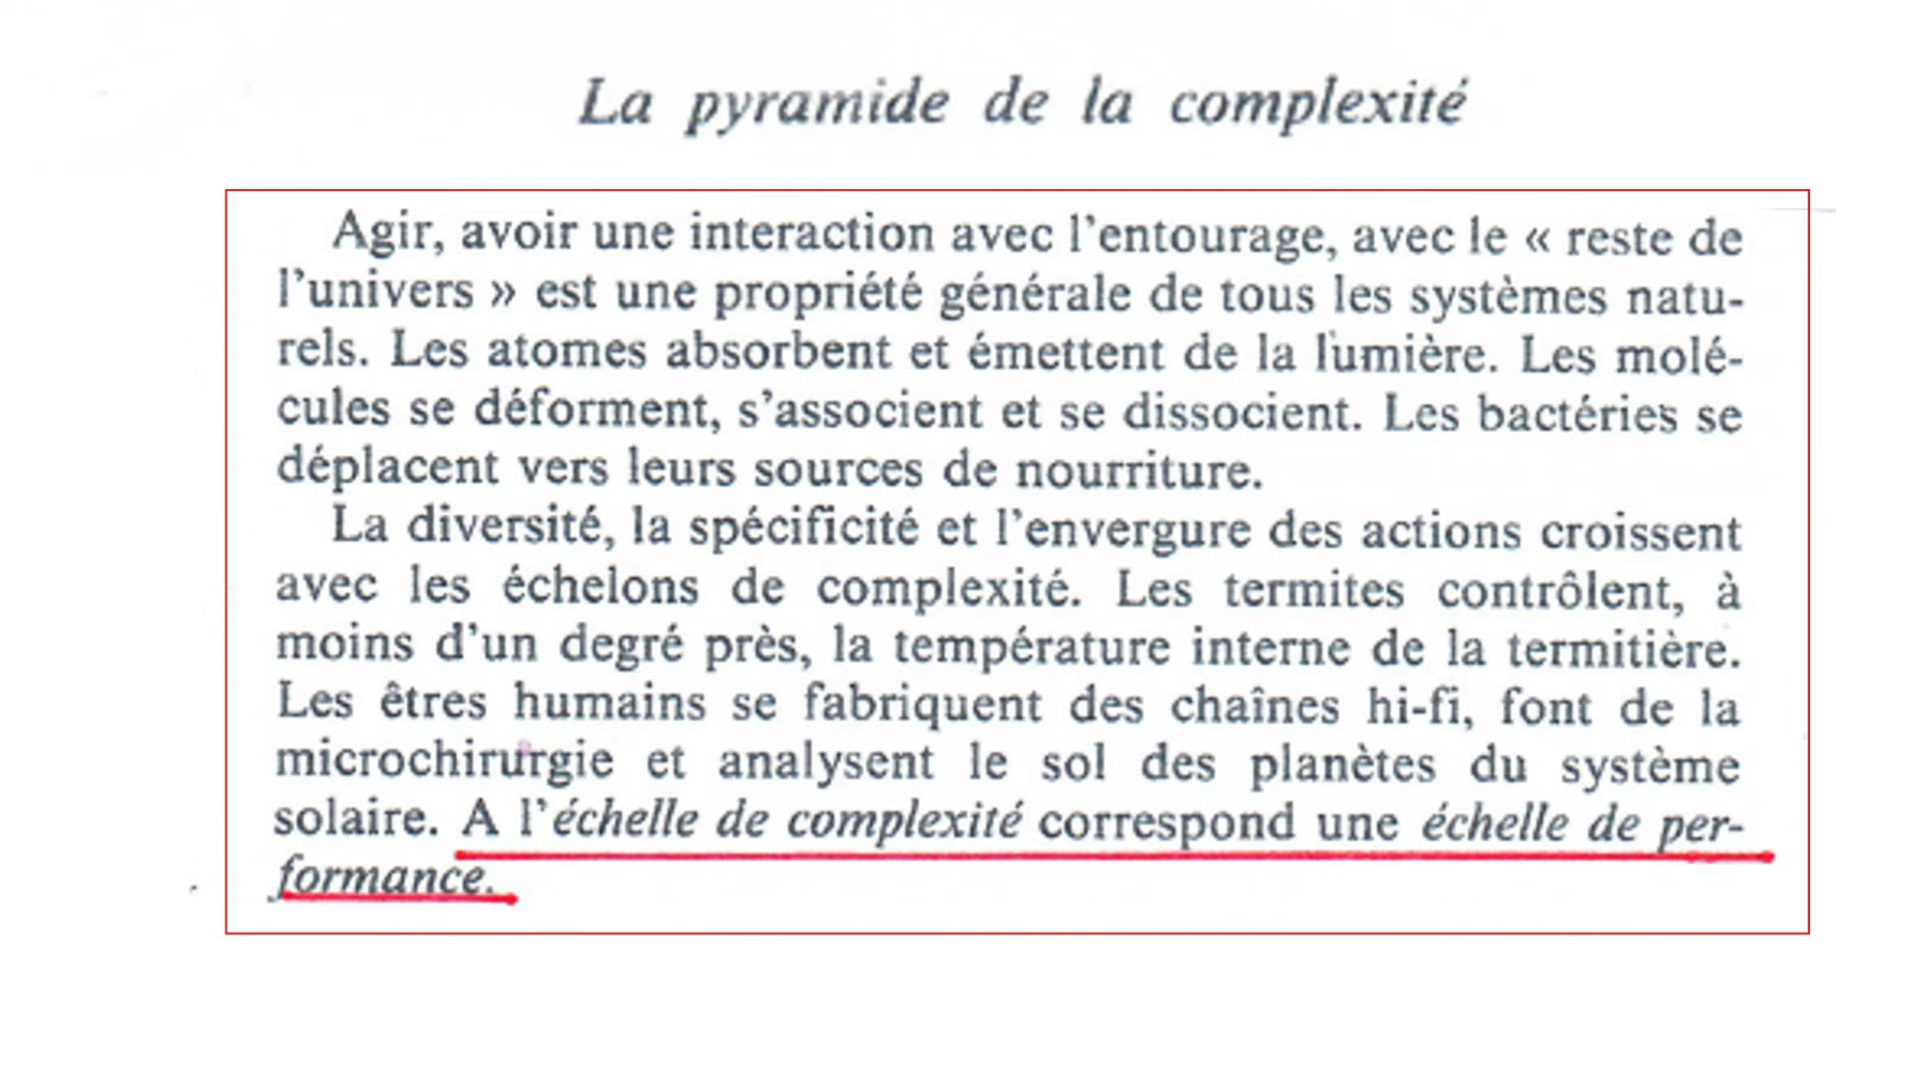 La pyramide de la complexité
Agir, avoir une interaction avec l'entourage, avec le « reste de
l'univers » est une propriété générale de tous les systèmes natu-
rels. Les atomes absorbent et émettent de la lumière. Les molé-
cules se déforment, s'associent et se dissocient. Les bactéries se
déplacent vers leurs sources de nourriture.
La diversité, la spécificité et l'envergure des actions croissent
avec les échelons de complexité. Les termites contrôlent, à
moins d'un degré près, la température interne de la termitière.
Les êtres humains se fabriquent des chaînes hi-fi, font de la
microchirurgie et analysent le sol des planètes du système
solaire. A l'échelle de complexité correspond une échelle de per-
formance.